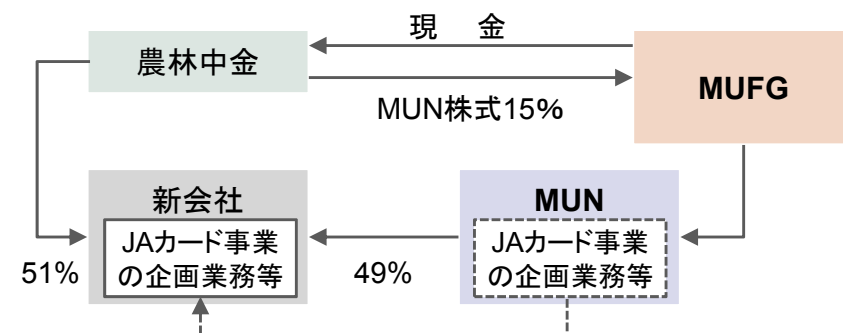 現 金
農林中金
MUFG
MUN株式15%
新会社
MUN
JAカード事業
の企画業務等
JAカード事業
の企画業務等
51%
49%